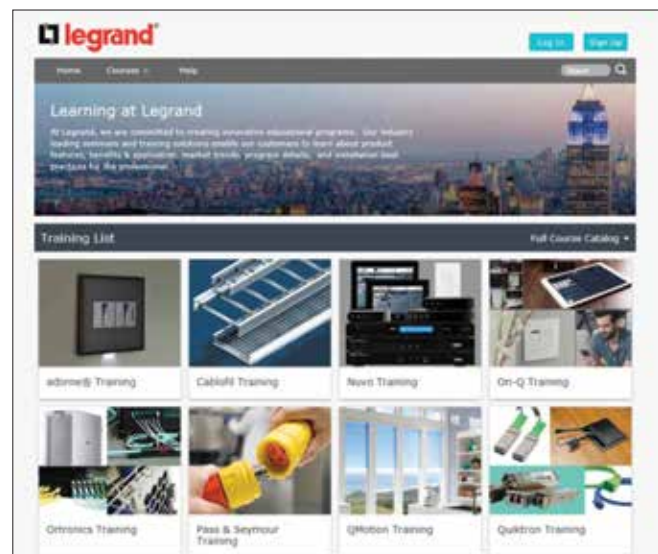 legrand®
Log In Sign Up
Home Courses Help
Search
Learning at Legrand
At Legrand, we are committed to creating innovative educational programs. Our industry
leading seminars and training solutions enable our customers to learn about product
features, benefits & application, market trends, program details, and installation best
practices for the professional.
Training List Full Course Catalog
adorne® Training Cablofil Training Nuvo Training On-Q Training
Ortronics Training Pass & Seymour QMotion Training Quiktron Training
Training